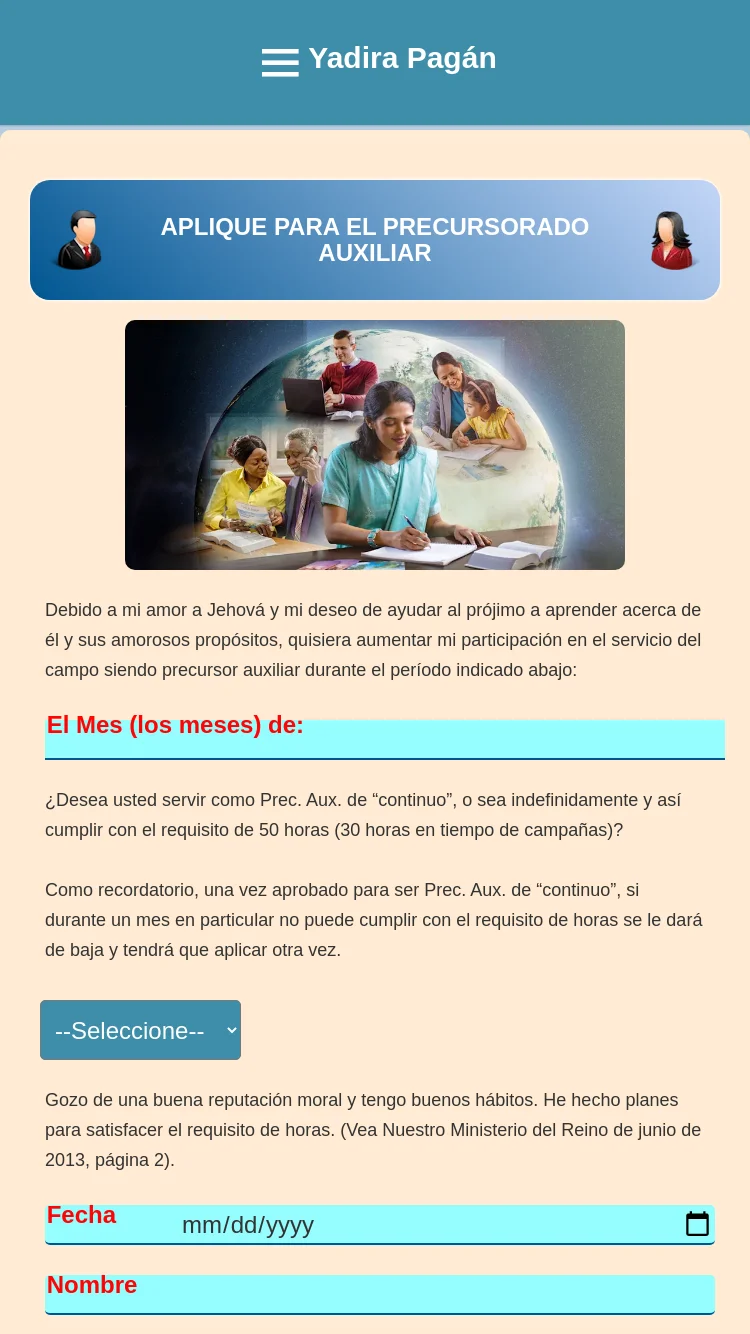 Yadira Pagán
APLIQUE PARA EL PRECURSORADO
AUXILIAR
Debido a mi amor a Jehová y mi deseo de ayudar al prójimo a aprender acerca de
él y sus amorosos propósitos, quisiera aumentar mi participación en el servicio del
campo siendo precursor auxiliar durante el período indicado abajo:
El Mes (los meses) de:
¿Desea usted servir como Prec. Aux. de “continuo”, o sea indefinidamente y así
cumplir con el requisito de 50 horas (30 horas en tiempo de campañas)?
Como recordatorio, una vez aprobado para ser Prec. Aux. de “continuo”, si
durante un mes en particular no puede cumplir con el requisito de horas se le dará
de baja y tendrá que aplicar otra vez.
--Seleccione--
Gozo de una buena reputación moral y tengo buenos hábitos. He hecho planes
para satisfacer el requisito de horas. (Vea Nuestro Ministerio del Reino de junio de
2013, página 2).
Fecha mm/dd/yyyy
Nombre